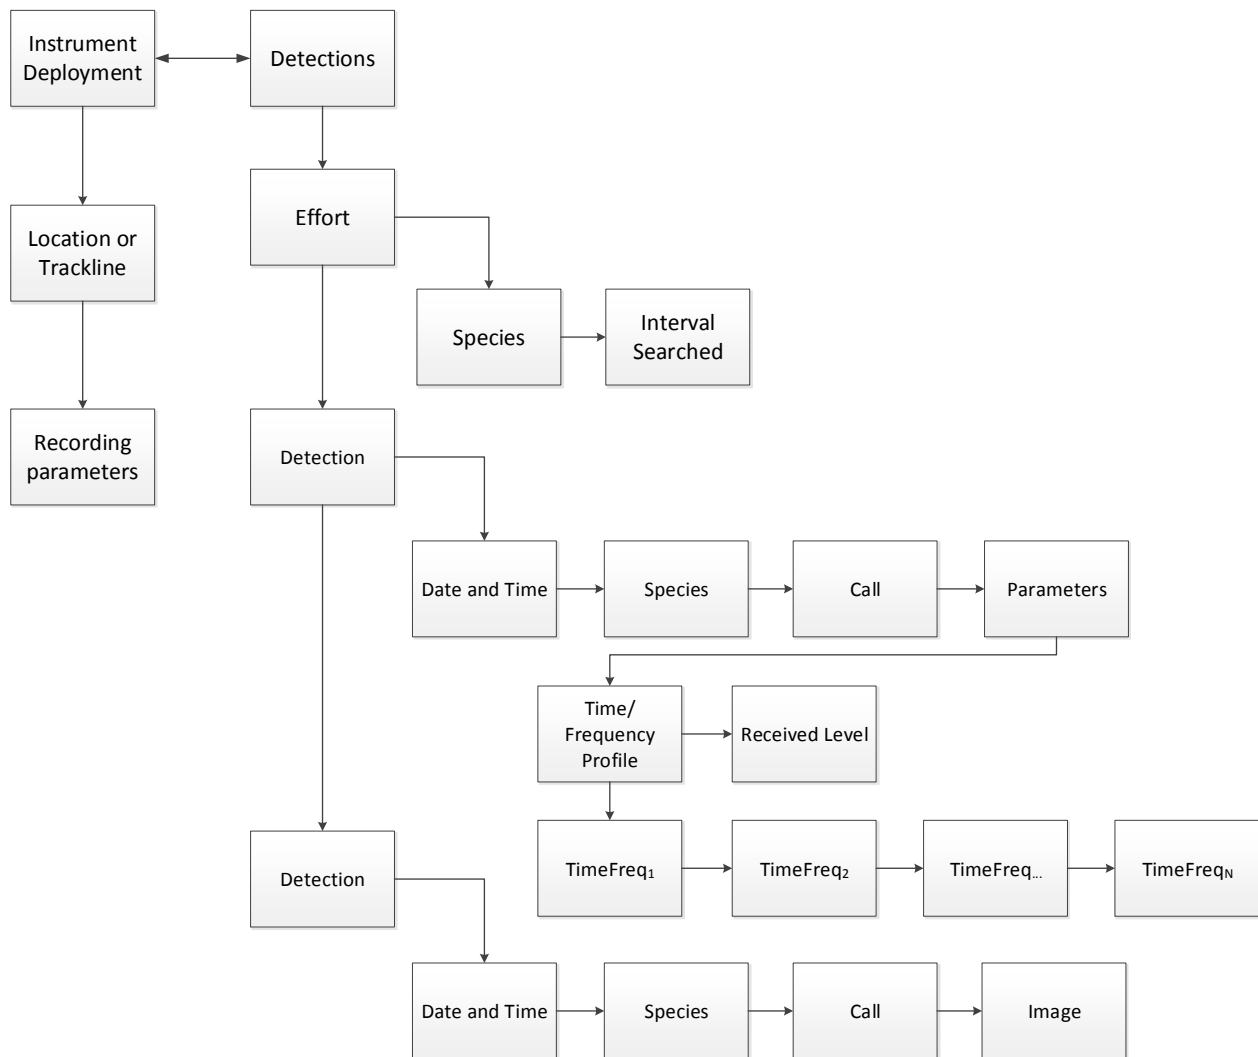 Instrument
Deployment
Detections
Effort
Location or
Trackline
Species
Interval
Searched
Recording
parameters
Detection
Date and Time
Species
Call
Parameters
Time/
Frequency
Profile
Received Level
TimeFreq₁
TimeFreq₂
TimeFreq...
TimeFreqN
Detection
Date and Time
Species
Call
Image